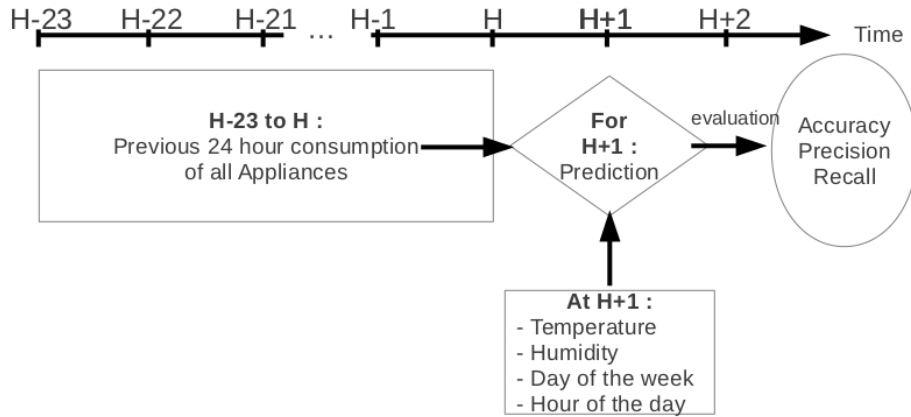 H-23 H-22 H-21 ... H-1 H H+1 H+2
Time
H-23 to H :
Previous 24 hour consumption
of all Appliances
For
H+1 :
Prediction
evaluation
Accuracy
Precision
Recall
At H+1 :
- Temperature
- Humidity
- Day of the week
- Hour of the day